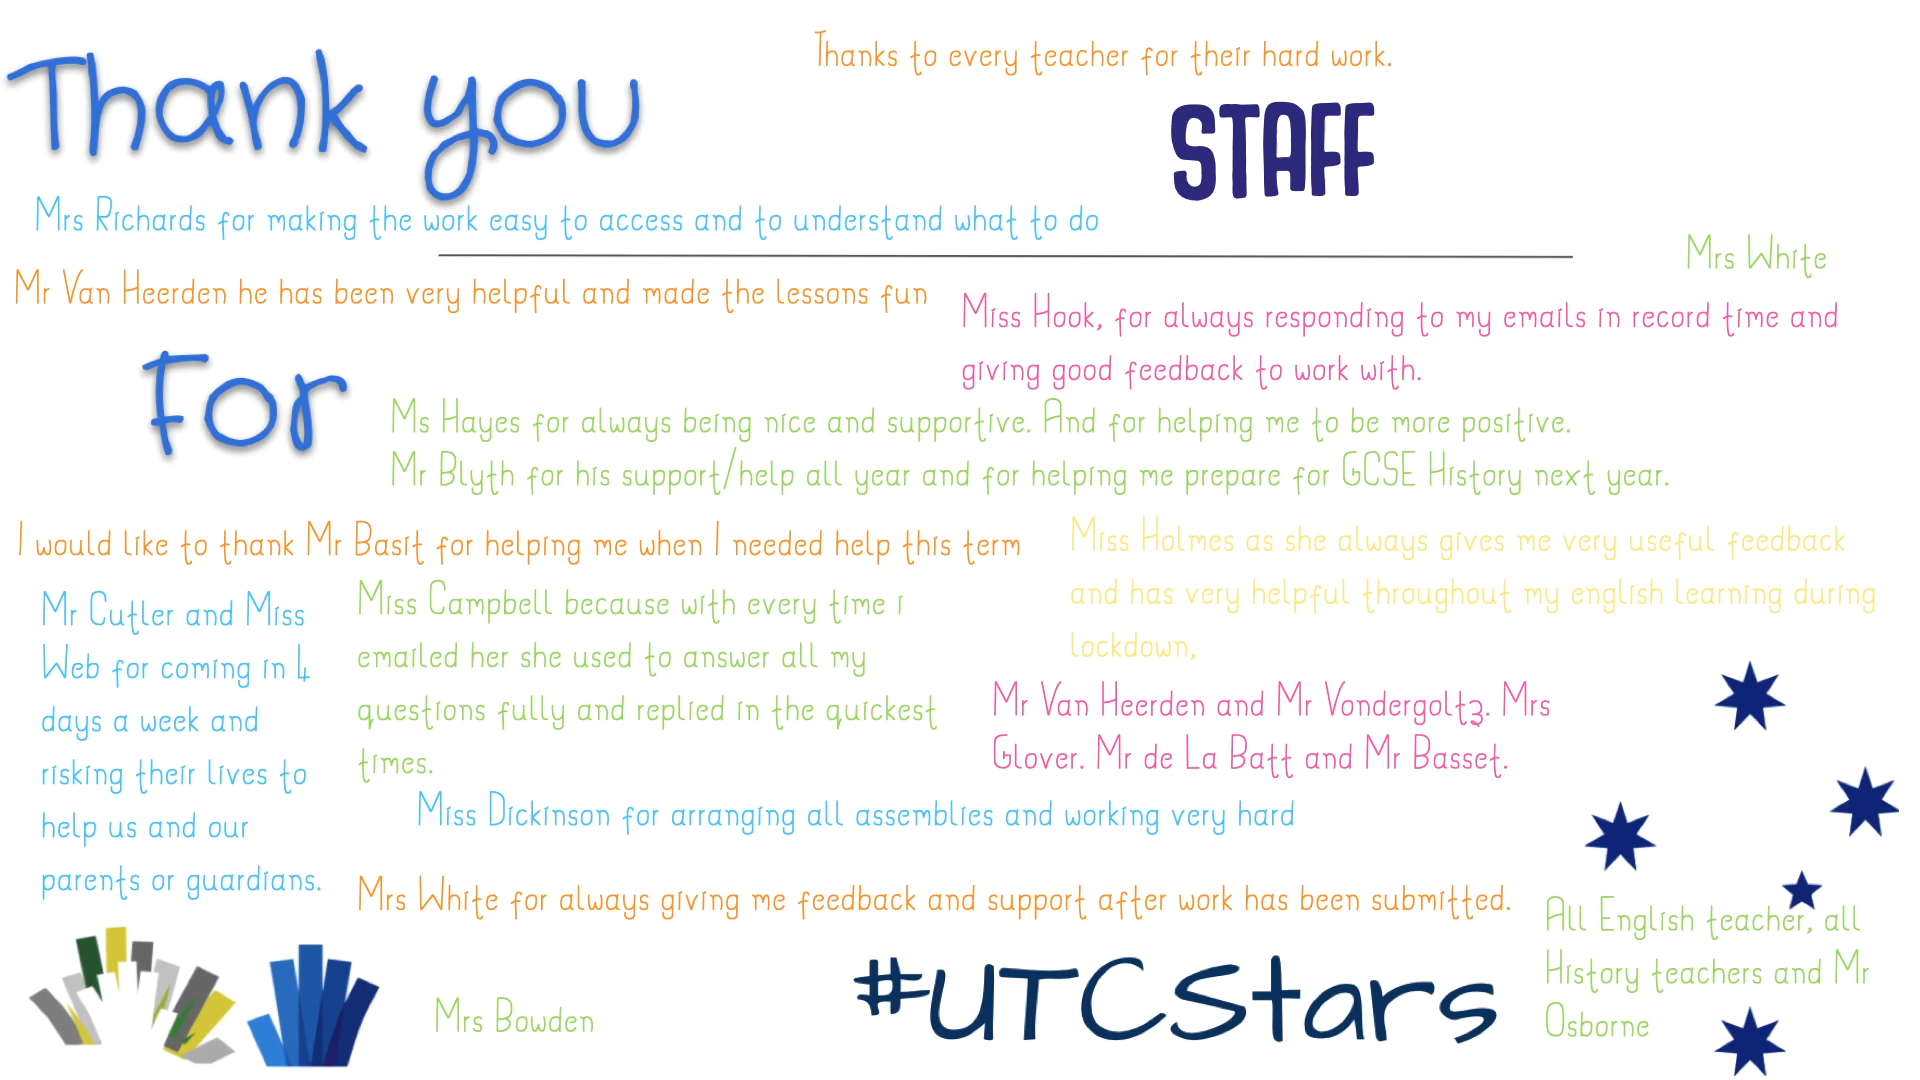 Thank you
Thanks to every teacher for their hard work.
STAFF
Mrs Richards for making the work easy to access and to understand what to do
Mrs White
Mr Van Heerden he has been very helpful and made the lessons fun
Miss Hook, for always responding to my emails in record time and
giving good feedback to work with.
For
Ms Hayes for always being nice and supportive. And for helping me to be more positive.
Mr Blyth for his support/help all year and for helping me prepare for GCSE History next year.
I would like to thank Mr Basit for helping me when I needed help this term
Miss Holmes as she always gives me very useful feedback
and has very helpful throughout my english learning during
lockdown,
Mr Cutler and Miss
Web for coming in 4
days a week and
risking their lives to
help us and our
parents or guardians.
Miss Campbell because with every time i
emailed her she used to answer all my
questions fully and replied in the quickest
times.
Mr Van Heerden and Mr Vondergoltz. Mrs
Glover. Mr de La Batt and Mr Basset.
Miss Dickinson for arranging all assemblies and working very hard
Mrs White for always giving me feedback and support after work has been submitted.
All English teacher, all
History teachers and Mr
Osborne
Mrs Bowden
#UTCStars